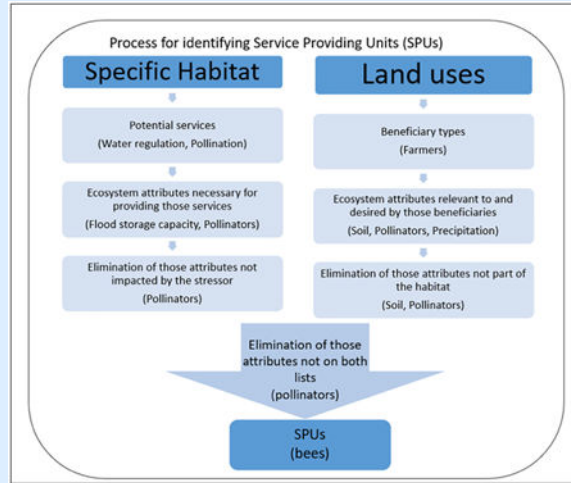 Process for identifying Service Providing Units (SPUs)
Specific Habitat
Potential services
(Water regulation, Pollination)
Ecosystem attributes necessary for
providing those services
(Flood storage capacity, Pollinators)
Elimination of those attributes not
impacted by the stressor
(Pollinators)
Land uses
Beneficiary types
(Farmers)
Ecosystem attributes relevant to and
desired by those beneficiaries
(Soil, Pollinators, Precipitation)
Elimination of those attributes not part of
the habitat
(Soil, Pollinators)
Elimination of those
attributes not on both
lists
(pollinators)
SPUs
(bees)